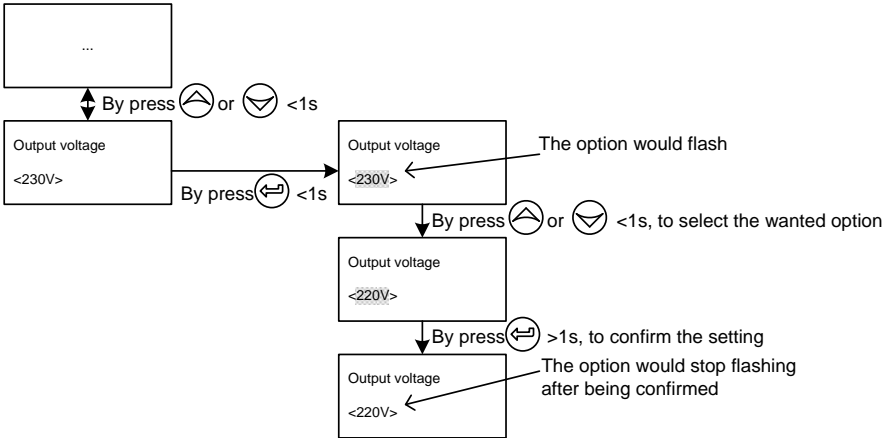 ...
By press or <1s
Output voltage
<230V>
By press <1s
Output voltage
<230V>
The option would flash
By press or <1s, to select the wanted option
Output voltage
<220V>
By press >1s, to confirm the setting
Output voltage
<220V>
The option would stop flashing
after being confirmed